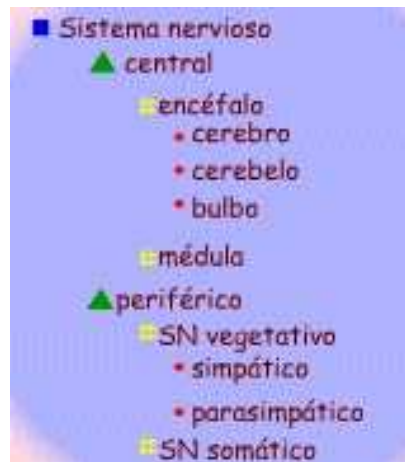 Sistema nervioso
central
encéfalo
cerebro
cerebelo
bulbo
médula
periférico
SN vegetativo
simpático
parasimpático
SN somático